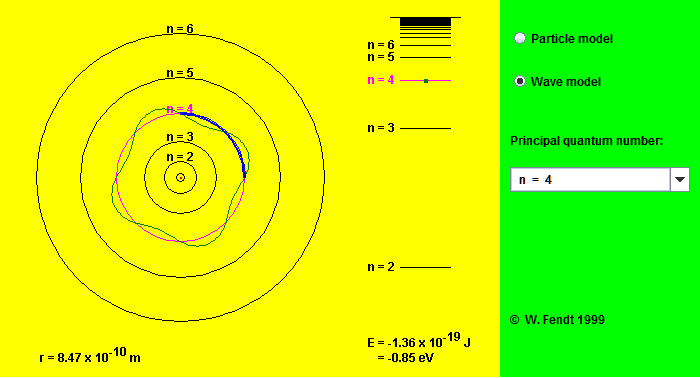 n = 6
n = 5
n = 4
n = 3
n = 2
n = 6
n = 5
n = 4
n = 3
n = 2
r = 8.47 x 10⁻¹⁰ m
E = -1.36 x 10⁻¹⁹ J
= -0.85 eV
Particle model
Wave model
Principal quantum number:
n = 4
© W. Fendt 1999